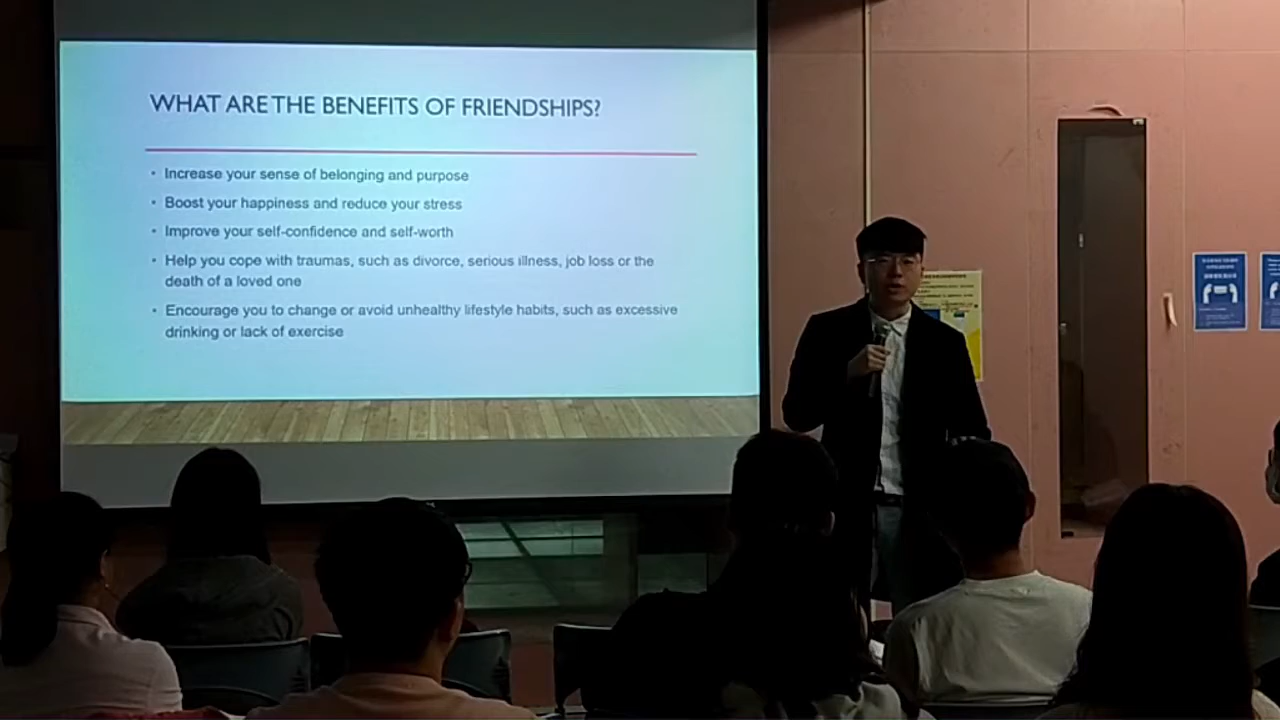 WHAT ARE THE BENEFITS OF FRIENDSHIPS?
• Increase your sense of belonging and purpose
• Boost your happiness and reduce your stress
• Improve your self-confidence and self-worth
• Help you cope with traumas, such as divorce, serious illness, job loss or the
death of a loved one
• Encourage you to change or avoid unhealthy lifestyle habits, such as excessive
drinking or lack of exercise